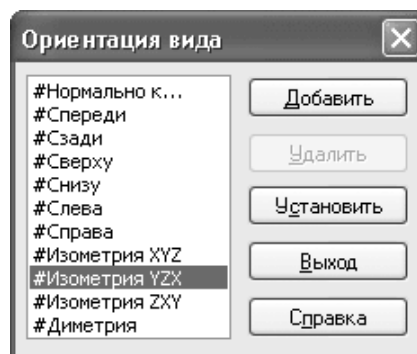 Ориентация вида
#Нормально к...
#Спереди
#Сзади
#Сверху
#Снизу
#Слева
#Справа
#Изометрия XYZ
#Изометрия YZX
#Изометрия ZXY
#Диметрия
Добавить
Удалить
Установить
Выход
Справка